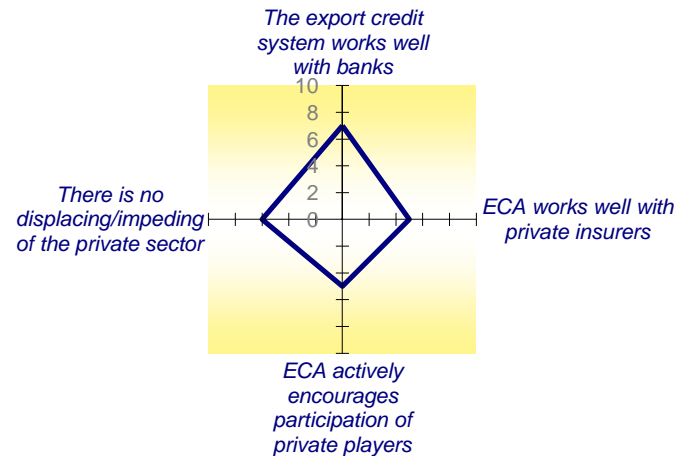 The export credit
system works well
with banks
10
8
6
4
2
0
There is no
displacing/impeding
of the private sector
ECA works well with
private insurers
ECA actively
encourages
participation of
private players